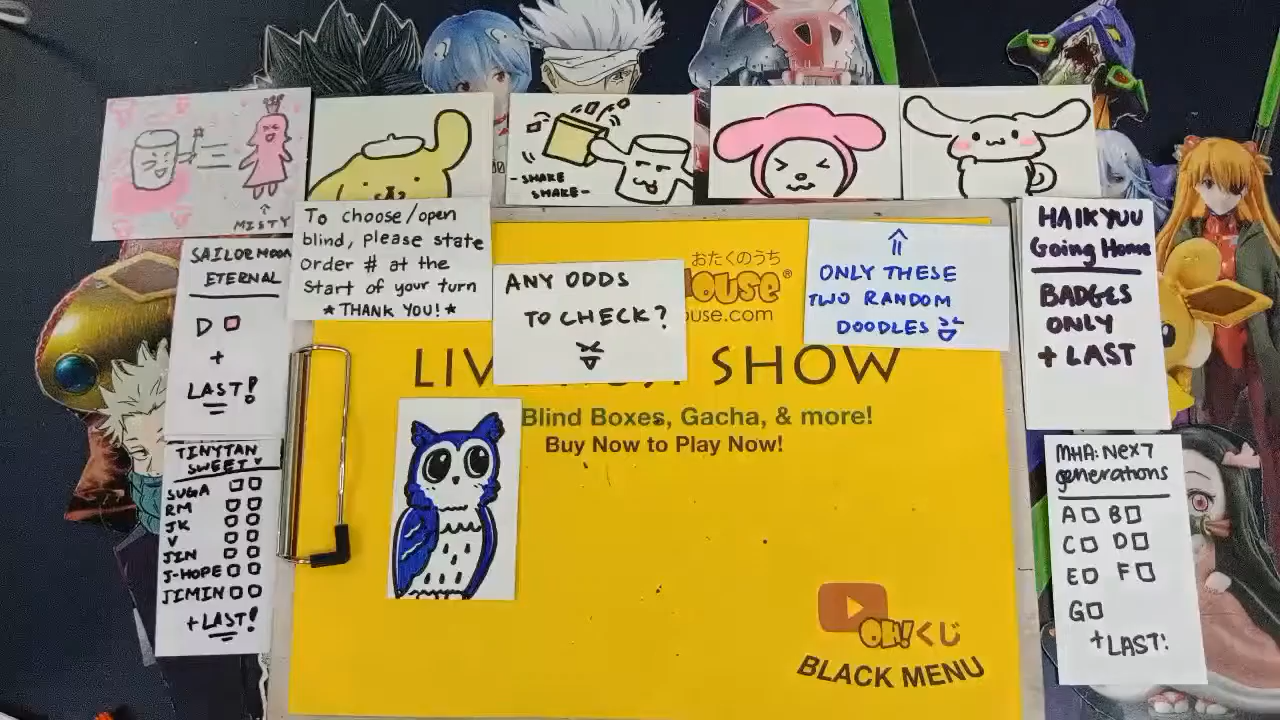 MISTY
- SHAKE
SHAKE -
To choose/open
blind, please state
Order # at the
start of your turn
★ THANK YOU! ★
SAILOR MOON
ETERNAL
D
+
LAST!
TINYTAN
SWEET
SUGA
RM
JK
V
JIN
J-HOPE
JIMIN
+ LAST!
ANY ODDS
TO CHECK?
おたくのうち
ouse®
ouse.com
SHOW
Blind Boxes, Gacha, & more!
Buy Now to Play Now!
ONLY THESE
TWO RANDOM
DOODLES
HAIKYUU
Going Home
BADGES
ONLY
+ LAST
MHA: Next
generations
A B
C D
E F
G
+LAST!
OH!くじ
BLACK MENU